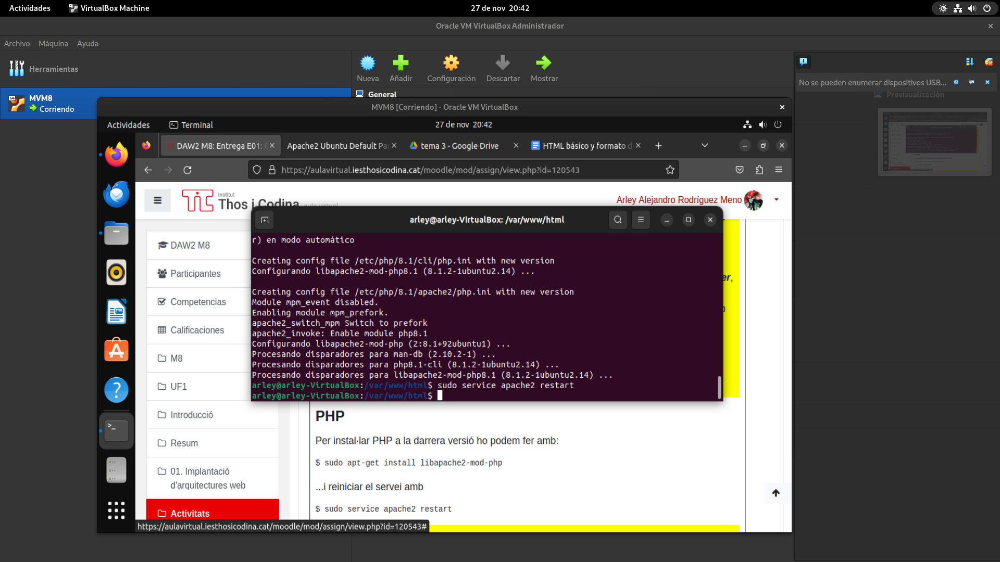 Actividades
VirtualBox Machine
27 de nov 20:42
Oracle VM VirtualBox Administrador
Archivo Máquina Ayuda
Herramientas
Nueva Añadir Configuración Descartar Mostrar
No se pueden enumerar dispositivos USB...
Previsualización
64
MVM8
Corriendo
General
MVM8 [Corriendo] - Oracle VM VirtualBox
Actividades
Terminal
27 de nov 20:42
DAW2 M8: Entrega E01:
Apache2 Ubuntu Default Pa
tema 3 - Google Drive
HTML básico y formato d
https://aulavirtual.iesthosicodina.cat/moodle/mod/assign/view.php?id=120543
Institut
Thos i Codina
aula virtual
Arley Alejandro Rodríguez Meno
arley@arley-VirtualBox: /var/www/html
r) en modo automático
Creating config file /etc/php/8.1/cli/php.ini with new version
Configurando libapache2-mod-php8.1 (8.1.2-1ubuntu2.14) ...
Creating config file /etc/php/8.1/apache2/php.ini with new version
Module mpm_event disabled.
Enabling module mpm_prefork.
apache2_switch_mpm Switch to prefork
apache2_invoke: Enable module php8.1
Configurando libapache2-mod-php (2:8.1+92ubuntu1) ...
Procesando disparadores para man-db (2.10.2-1) ...
Procesando disparadores para php8.1-cli (8.1.2-1ubuntu2.14) ...
Procesando disparadores para libapache2-mod-php8.1 (8.1.2-1ubuntu2.14) ...
arley@arley-VirtualBox:/var/www/html$ sudo service apache2 restart
arley@arley-VirtualBox:/var/www/html$
er,
DAW2 M8
Participantes
Competencias
Calificaciones
M8
UF1
Introducció
Resum
01. Implantació
d'arquitectures web
Activitats
PHP
Per instal·lar PHP a la darrera versió ho podem fer amb:
$ sudo apt-get install libapache2-mod-php
...i reiniciar el servei amb
$ sudo service apache2 restart
https://aulavirtual.iesthosicodina.cat/moodle/mod/assign/view.php?id=120543#